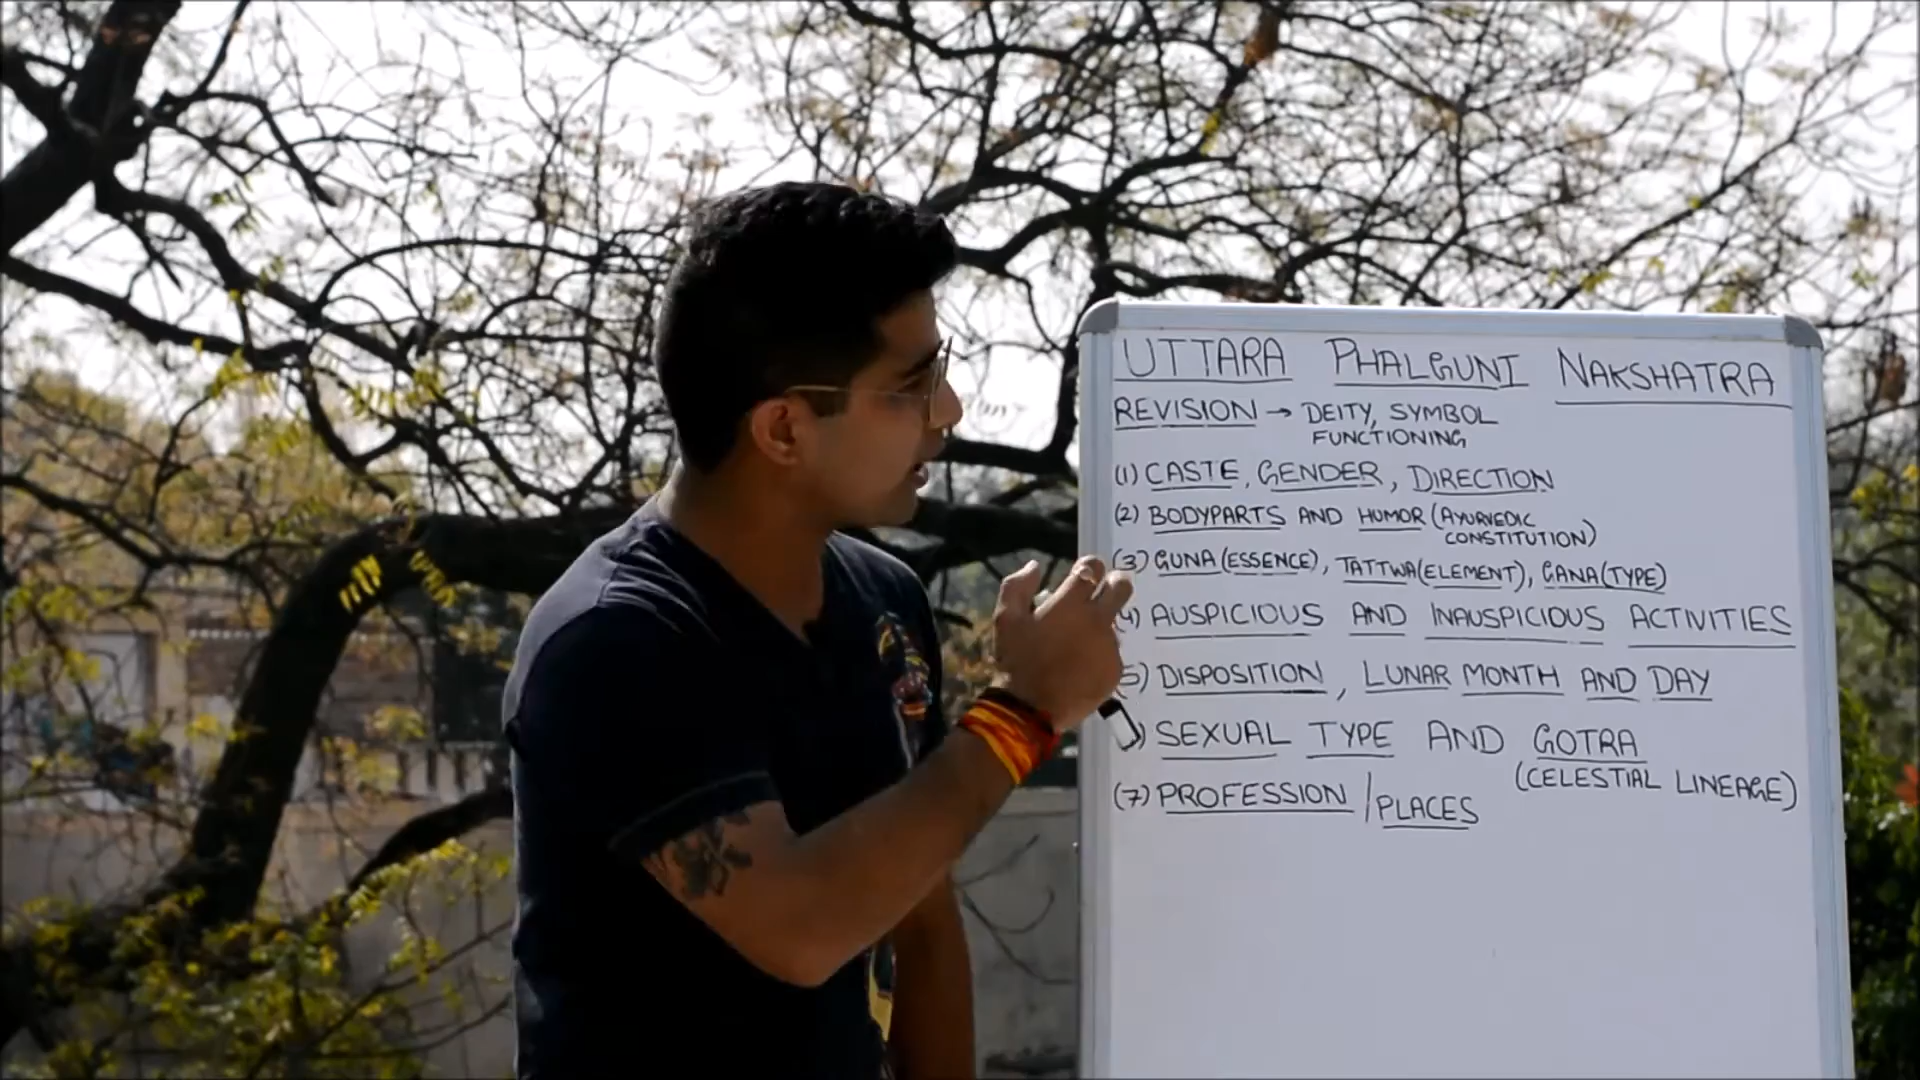 UTTARA PHALGUNI NAKSHATRA
REVISION → DEITY, SYMBOL
FUNCTIONING
(1) CASTE, GENDER, DIRECTION
(2) BODYPARTS AND HUMOR (AYURVEDIC
CONSTITUTION)
(3) GUNA (ESSENCE), TATTWA (ELEMENT), GANA (TYPE)
4) AUSPICIOUS AND INAUSPICIOUS ACTIVITIES
5) DISPOSITION, LUNAR MONTH AND DAY
) SEXUAL TYPE AND GOTRA
(CELESTIAL LINEAGE)
(7) PROFESSION / PLACES